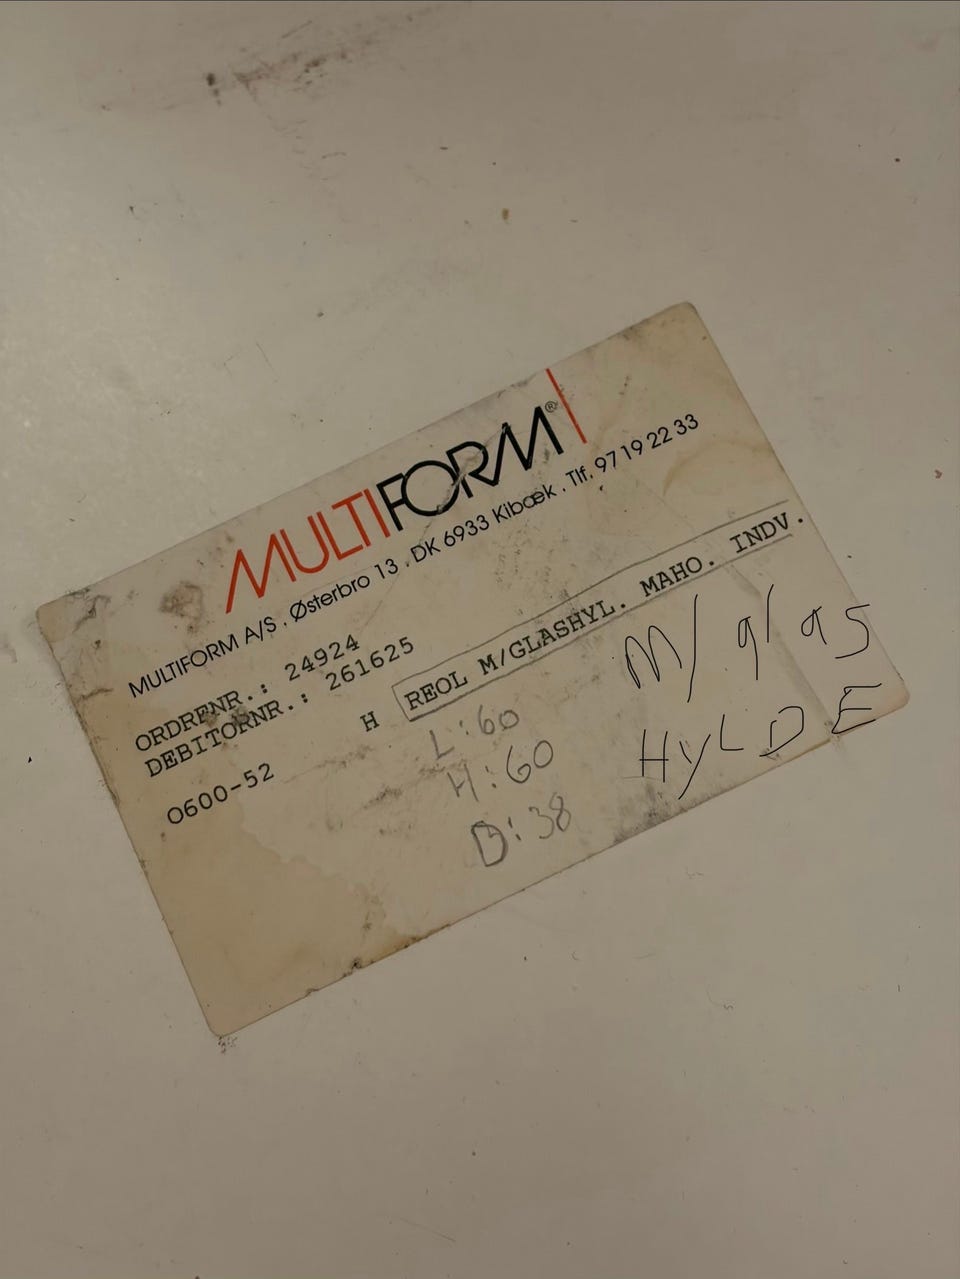 MULTIFORM®
MULTIFORM A/S . Østerbro 13 . DK 6933 Kibæk . Tlf. 97 19 22 33
ORDRENR.: 24924
DEBITORNR.: 261625
0600-52 H REOL M/GLASHYL. MAHO. INDV.
L:60
H:60
D:38
M/glas
HYLDE